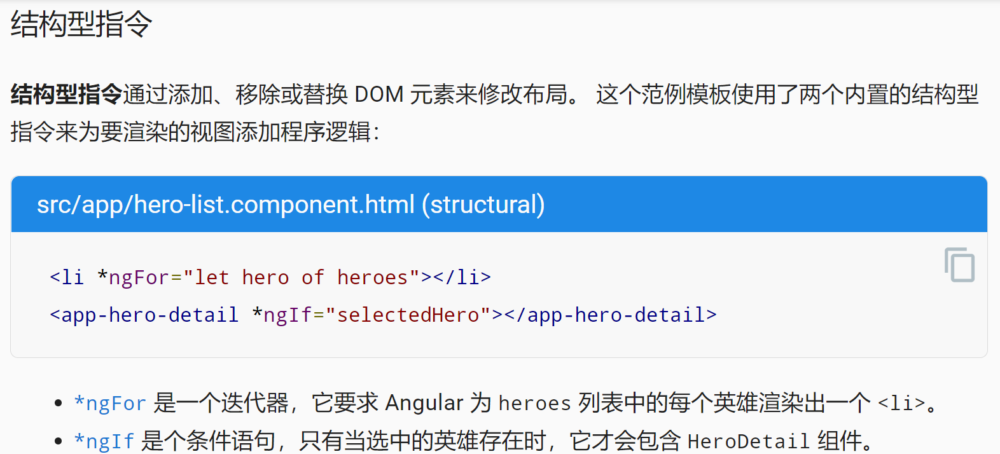 结构型指令
结构型指令通过添加、移除或替换 DOM 元素来修改布局。 这个范例模板使用了两个内置的结构型
指令来为要渲染的视图添加程序逻辑：
src/app/hero-list.component.html (structural)
<li *ngFor="let hero of heroes"></li>
<app-hero-detail *ngIf="selectedHero"></app-hero-detail>
• *ngFor 是一个迭代器，它要求 Angular 为 heroes 列表中的每个英雄渲染出一个 <li>。
• *ngIf 是个条件语句，只有当选中的英雄存在时，它才会包含 HeroDetail 组件。